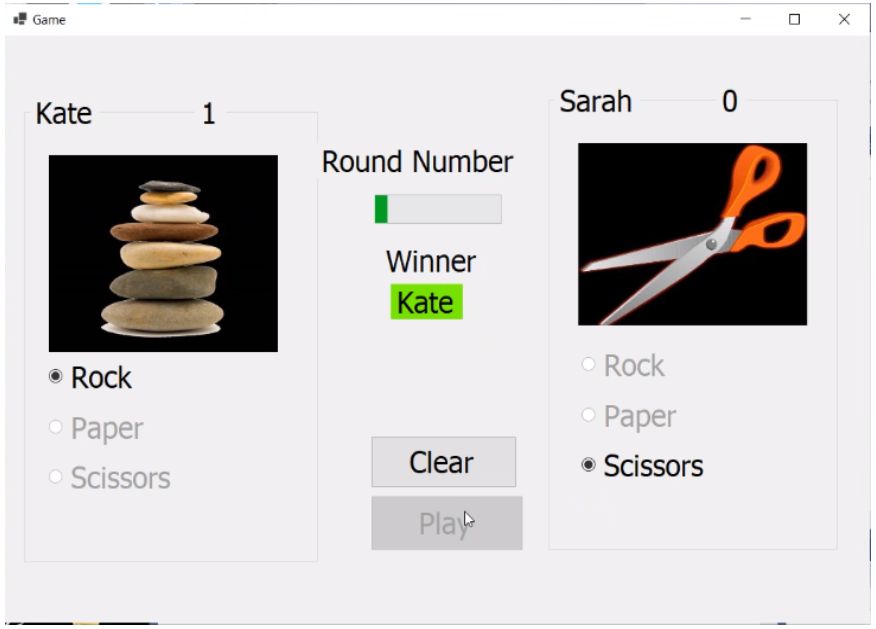 Game
Kate 1
Rock
Paper
Scissors
Round Number
Winner
Kate
Clear
Play
Sarah 0
Rock
Paper
Scissors